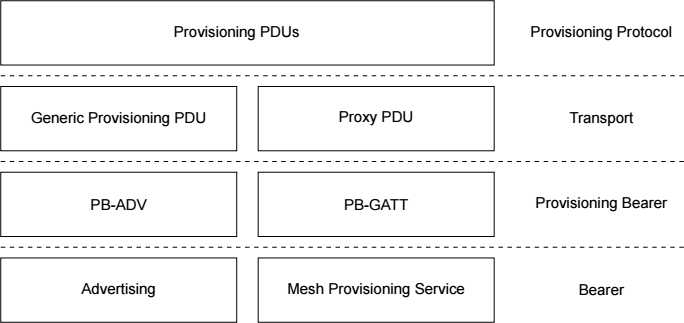 Provisioning PDUs
Provisioning Protocol
Generic Provisioning PDU
Proxy PDU
Transport
PB-ADV
PB-GATT
Provisioning Bearer
Advertising
Mesh Provisioning Service
Bearer